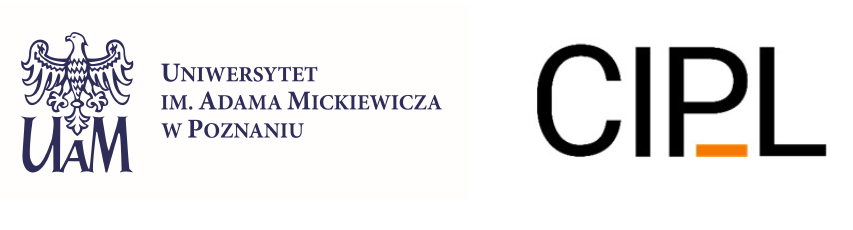 UAM
UNIWERSYTET
IM. ADAMA MICKIEWICZA
W POZNANIU
CIPL